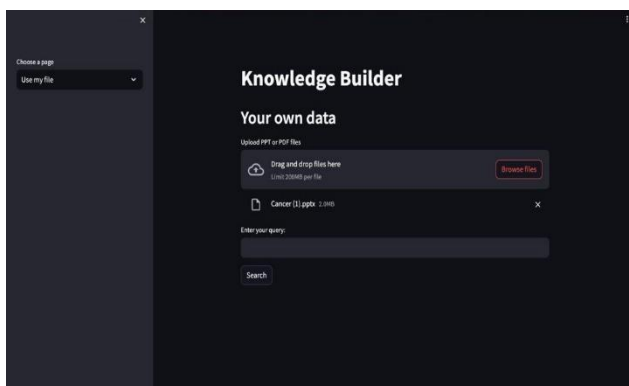 Choose a page
Use my file
Knowledge Builder
Your own data
Upload PPT or PDF files
Drag and drop files here
Limit 200MB per file
Browse files
Cancer (1).pptx 2.0MB
Enter your query:
Search